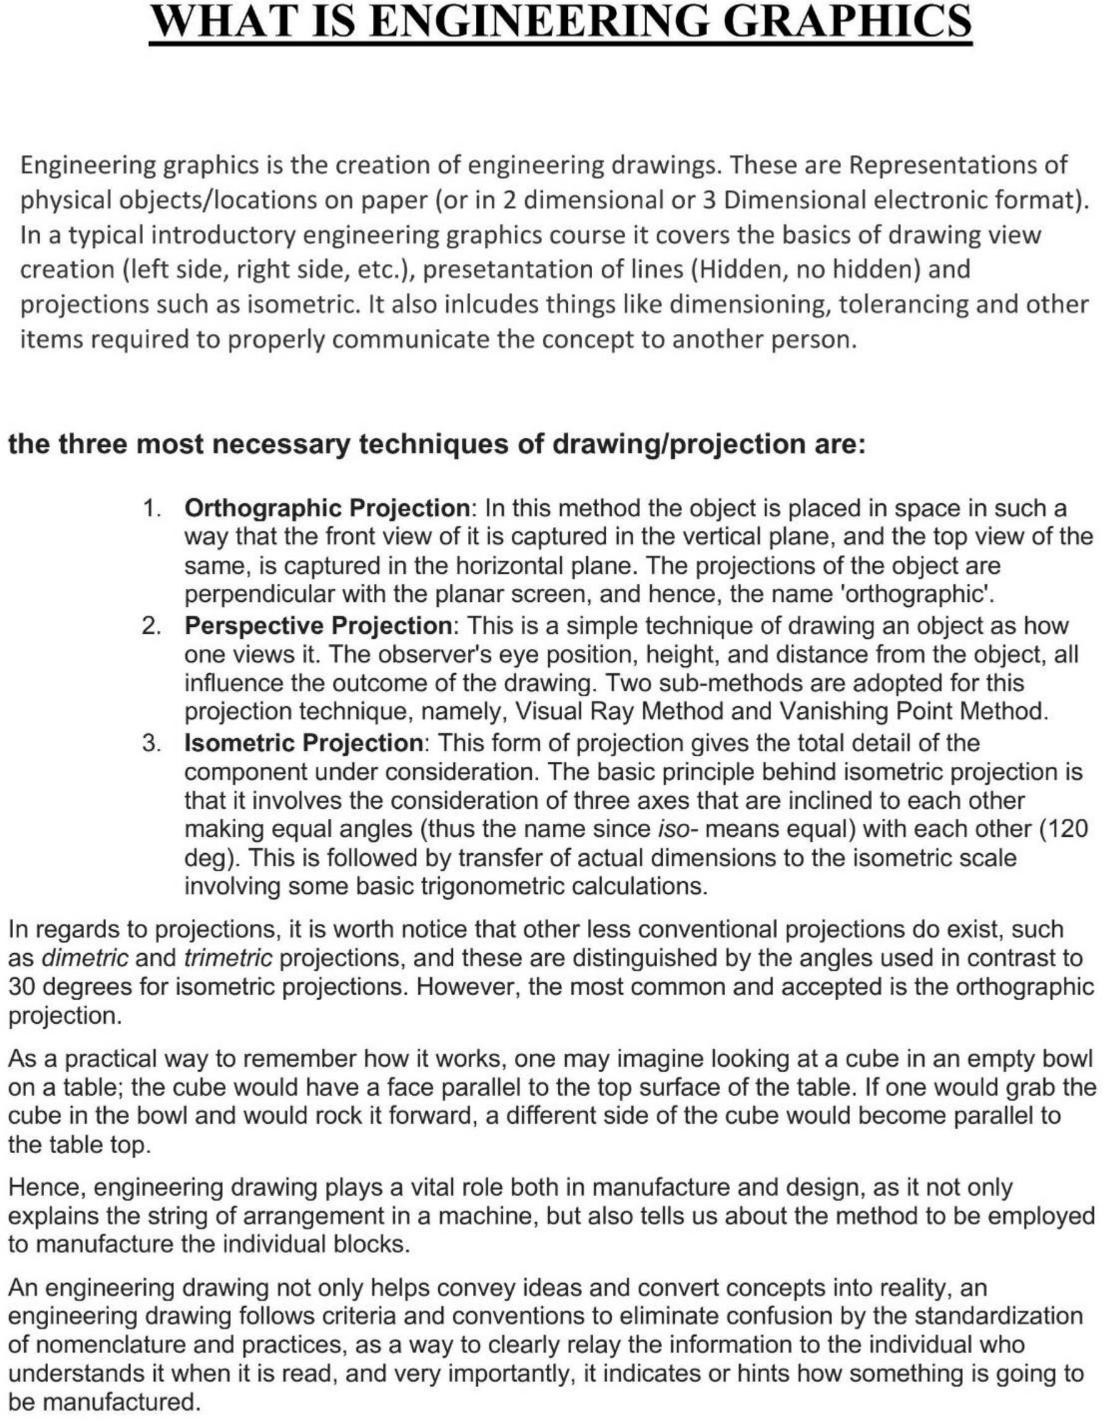 WHAT IS ENGINEERING GRAPHICS
Engineering graphics is the creation of engineering drawings. These are Representations of
physical objects/locations on paper (or in 2 dimensional or 3 Dimensional electronic format).
In a typical introductory engineering graphics course it covers the basics of drawing view
creation (left side, right side, etc.), presetantation of lines (Hidden, no hidden) and
projections such as isometric. It also inlcudes things like dimensioning, tolerancing and other
items required to properly communicate the concept to another person.
the three most necessary techniques of drawing/projection are:
1. Orthographic Projection: In this method the object is placed in space in such a
way that the front view of it is captured in the vertical plane, and the top view of the
same, is captured in the horizontal plane. The projections of the object are
perpendicular with the planar screen, and hence, the name 'orthographic'.
2. Perspective Projection: This is a simple technique of drawing an object as how
one views it. The observer's eye position, height, and distance from the object, all
influence the outcome of the drawing. Two sub-methods are adopted for this
projection technique, namely, Visual Ray Method and Vanishing Point Method.
3. Isometric Projection: This form of projection gives the total detail of the
component under consideration. The basic principle behind isometric projection is
that it involves the consideration of three axes that are inclined to each other
making equal angles (thus the name since iso- means equal) with each other (120
deg). This is followed by transfer of actual dimensions to the isometric scale
involving some basic trigonometric calculations.
In regards to projections, it is worth notice that other less conventional projections do exist, such
as dimetric and trimetric projections, and these are distinguished by the angles used in contrast to
30 degrees for isometric projections. However, the most common and accepted is the orthographic
projection.
As a practical way to remember how it works, one may imagine looking at a cube in an empty bowl
on a table; the cube would have a face parallel to the top surface of the table. If one would grab the
cube in the bowl and would rock it forward, a different side of the cube would become parallel to
the table top.
Hence, engineering drawing plays a vital role both in manufacture and design, as it not only
explains the string of arrangement in a machine, but also tells us about the method to be employed
to manufacture the individual blocks.
An engineering drawing not only helps convey ideas and convert concepts into reality, an
engineering drawing follows criteria and conventions to eliminate confusion by the standardization
of nomenclature and practices, as a way to clearly relay the information to the individual who
understands it when it is read, and very importantly, it indicates or hints how something is going to
be manufactured.